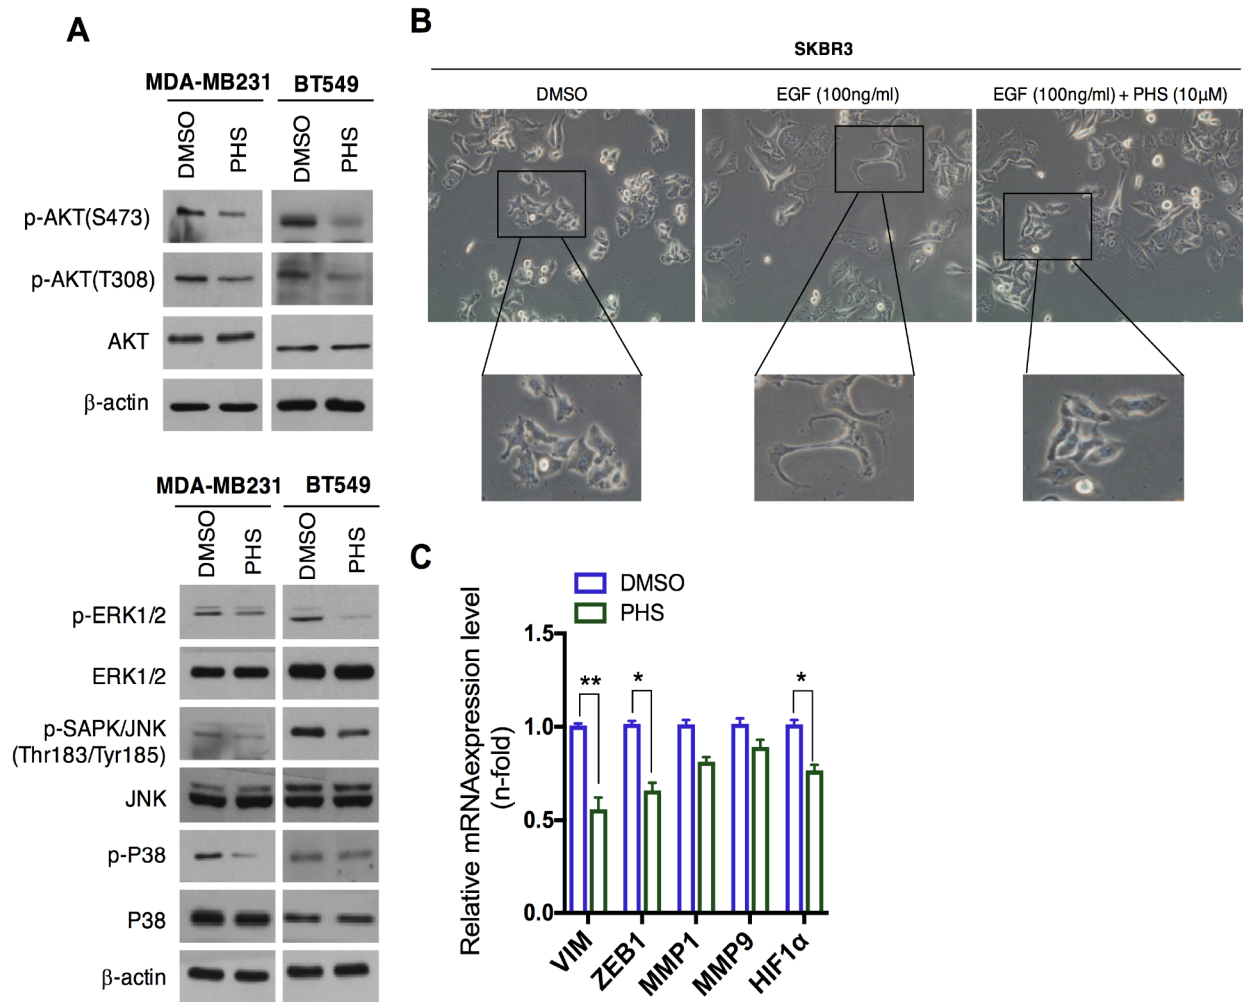 A
MDA-MB231 BT549
DMSO PHS DMSO PHS
p-AKT(S473)
p-AKT(T308)
AKT
β-actin
MDA-MB231 BT549
DMSO PHS DMSO PHS
p-ERK1/2
ERK1/2
p-SAPK/JNK
(Thr183/Tyr185)
JNK
p-P38
P38
β-actin
B
SKBR3
DMSO EGF (100ng/ml) EGF (100ng/ml) + PHS (10μM)
C
DMSO
PHS
Relative mRNAexpression level
(n-fold)
1.5
1.0
0.5
0.0
** * *
VIM ZEB1 MMP1 MMP9 HIF1α